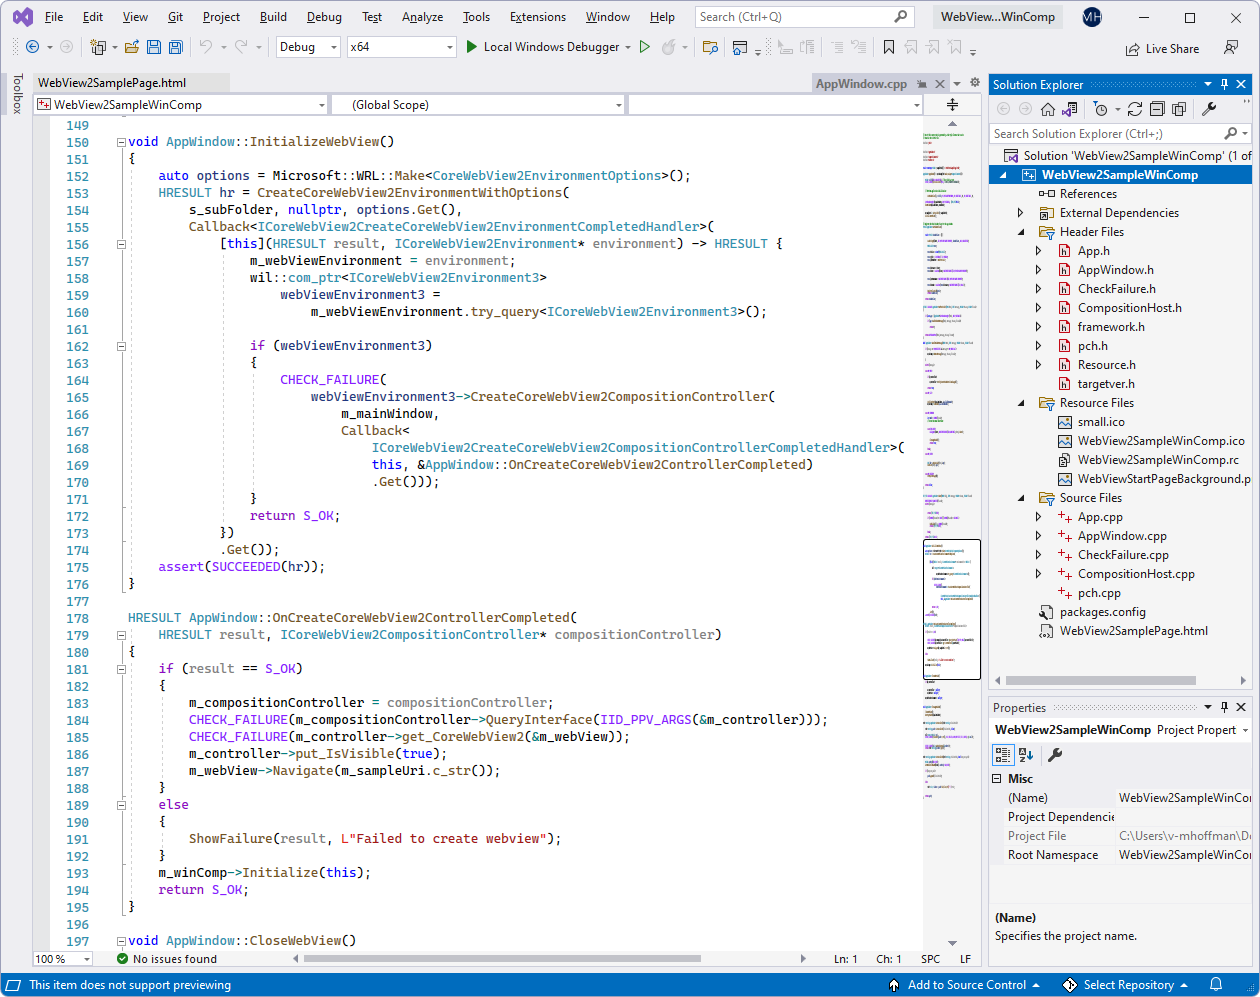 File Edit View Git Project Build Debug Test Analyze Tools Extensions Window Help Search (Ctrl+Q) WebView...WinComp MH
Debug x64 Local Windows Debugger Live Share
Toolbox
WebView2SamplePage.html AppWindow.cpp
WebView2SampleWinComp (Global Scope)
149
150 void AppWindow::InitializeWebView()
151 {
152 auto options = Microsoft::WRL::Make<CoreWebView2EnvironmentOptions>();
153 HRESULT hr = CreateCoreWebView2EnvironmentWithOptions(
154 s_subFolder, nullptr, options.Get(),
155 Callback<ICoreWebView2CreateCoreWebView2EnvironmentCompletedHandler>(
156 [this](HRESULT result, ICoreWebView2Environment* environment) -> HRESULT {
157 m_webViewEnvironment = environment;
158 wil::com_ptr<ICoreWebView2Environment3>
159 webViewEnvironment3 =
160 m_webViewEnvironment.try_query<ICoreWebView2Environment3>();
161
162 if (webViewEnvironment3)
163 {
164 CHECK_FAILURE(
165 webViewEnvironment3->CreateCoreWebView2CompositionController(
166 m_mainWindow,
167 Callback<
168 ICoreWebView2CreateCoreWebView2CompositionControllerCompletedHandler>(
169 this, &AppWindow::OnCreateCoreWebView2ControllerCompleted)
170 .Get()));
171 }
172 return S_OK;
173 })
174 .Get());
175 assert(SUCCEEDED(hr));
176 }
177
178 HRESULT AppWindow::OnCreateCoreWebView2ControllerCompleted(
179 HRESULT result, ICoreWebView2CompositionController* compositionController)
180 {
181 if (result == S_OK)
182 {
183 m_compositionController = compositionController;
184 CHECK_FAILURE(m_compositionController->QueryInterface(IID_PPV_ARGS(&m_controller)));
185 CHECK_FAILURE(m_controller->get_CoreWebView2(&m_webView));
186 m_controller->put_IsVisible(true);
187 m_webView->Navigate(m_sampleUri.c_str());
188 }
189 else
190 {
191 ShowFailure(result, L"Failed to create webview");
192 }
193 m_winComp->Initialize(this);
194 return S_OK;
195 }
196
197 void AppWindow::CloseWebView()
100 % No issues found Ln: 1 Ch: 1 SPC LF
Solution Explorer
Search Solution Explorer (Ctrl+;)
Solution 'WebView2SampleWinComp' (1 of
WebView2SampleWinComp
References
External Dependencies
Header Files
App.h
AppWindow.h
CheckFailure.h
CompositionHost.h
framework.h
pch.h
Resource.h
targetver.h
Resource Files
small.ico
WebView2SampleWinComp.ico
WebView2SampleWinComp.rc
WebViewStartPageBackground.p
Source Files
App.cpp
AppWindow.cpp
CheckFailure.cpp
CompositionHost.cpp
pch.cpp
packages.config
WebView2SamplePage.html
Properties
WebView2SampleWinComp Project Propert
Misc
(Name) WebView2SampleWinCo
Project Dependencie
Project File C:\Users\v-mhoffman\D
Root Namespace WebView2SampleWinCo
(Name)
Specifies the project name.
This item does not support previewing Add to Source Control Select Repository